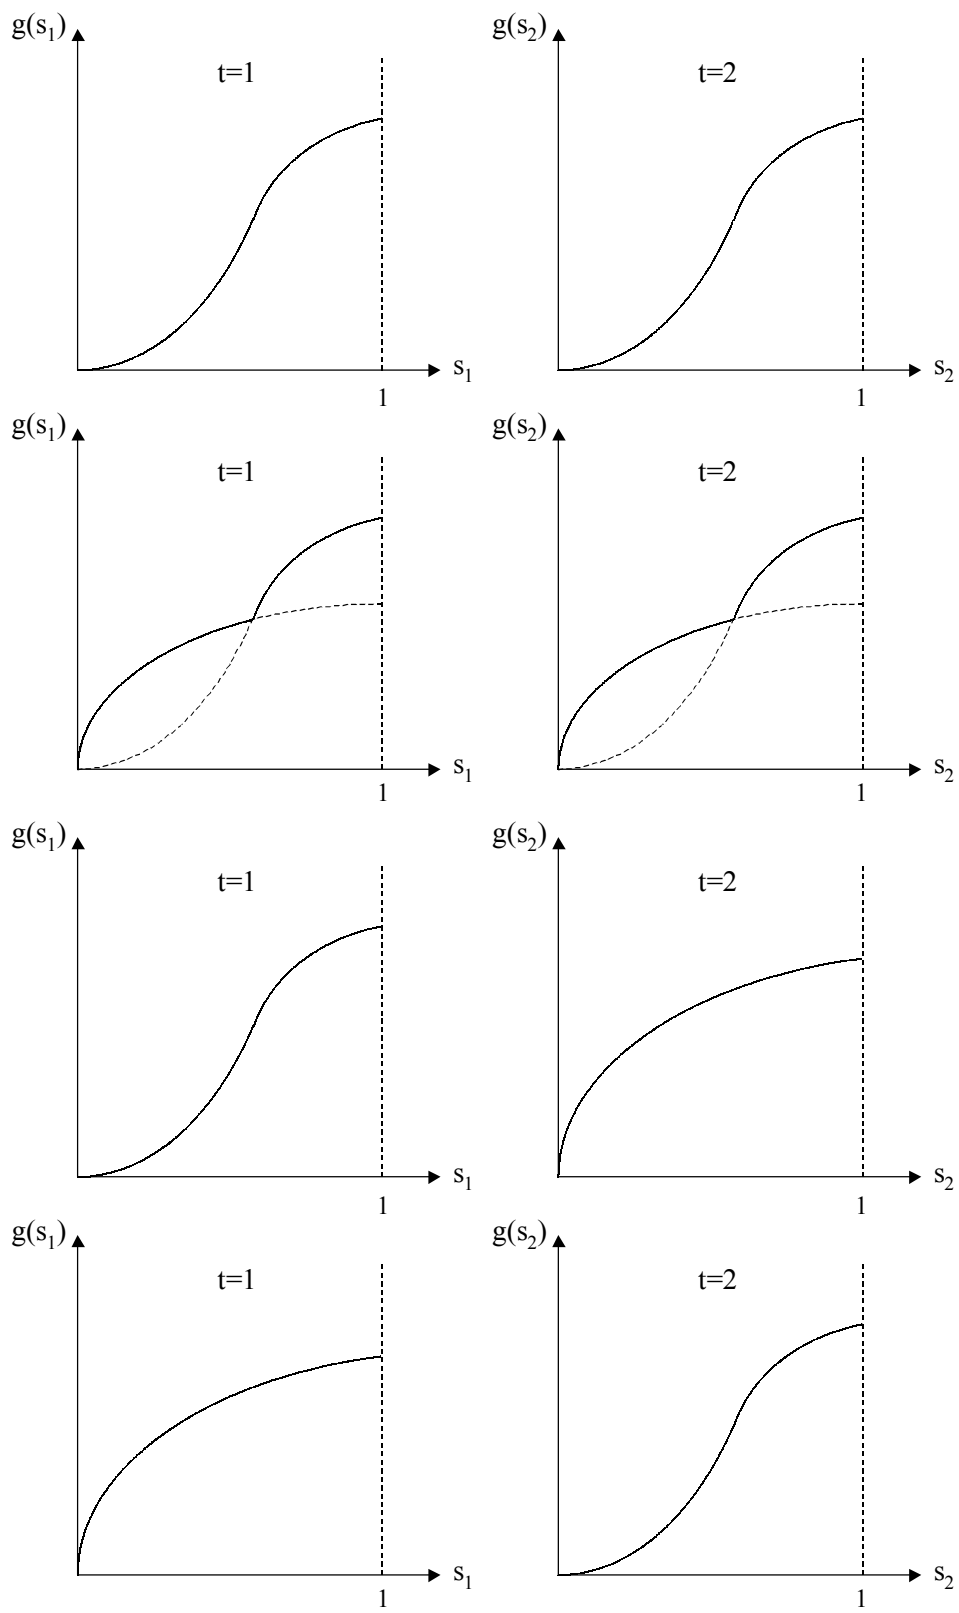 g(s₁) g(s₂)
t=1 t=2
s₁ s₂
1 1
g(s₁) g(s₂)
t=1 t=2
s₁ s₂
1 1
g(s₁) g(s₂)
t=1 t=2
s₁ s₂
1 1
g(s₁) g(s₂)
t=1 t=2
s₁ s₂
1 1